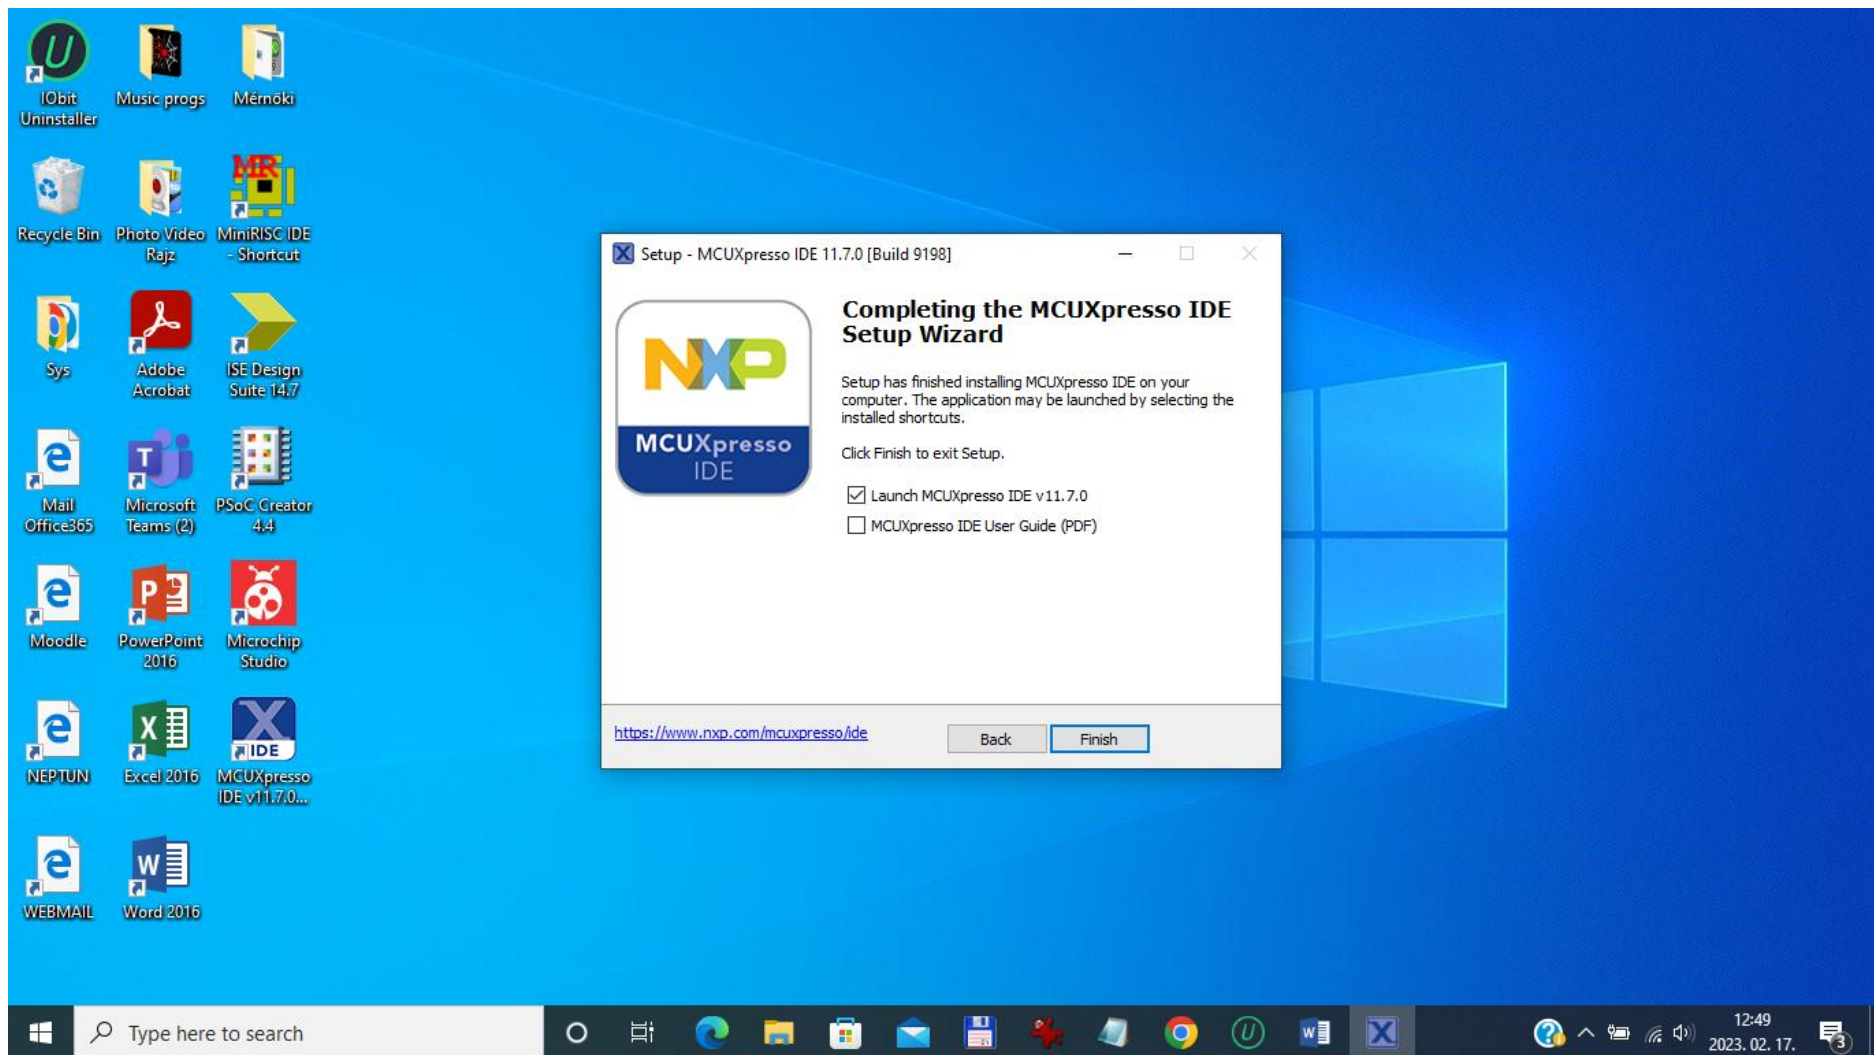 IObit
Uninstaller
Music progs
Mérnöki
Recycle Bin
Photo Video
Rajz
MR
MiniRISC IDE
- Shortcut
Sys
Adobe
Acrobat
ISE Design
Suite 14.7
Mail
Office365
Microsoft
Teams (2)
PSoC Creator
4.4
Moodle
PowerPoint
2016
Microchip
Studio
NEPTUN
Excel 2016
IDE
MCUXpresso
IDE v11.7.0...
WEBMAIL
Word 2016
Setup - MCUXpresso IDE 11.7.0 [Build 9198]
NXP
MCUXpresso
IDE
Completing the MCUXpresso IDE
Setup Wizard
Setup has finished installing MCUXpresso IDE on your
computer. The application may be launched by selecting the
installed shortcuts.
Click Finish to exit Setup.
Launch MCUXpresso IDE v11.7.0
MCUXpresso IDE User Guide (PDF)
https://www.nxp.com/mcuxpresso/ide
Back
Finish
Type here to search
12:49
2023. 02. 17.
3